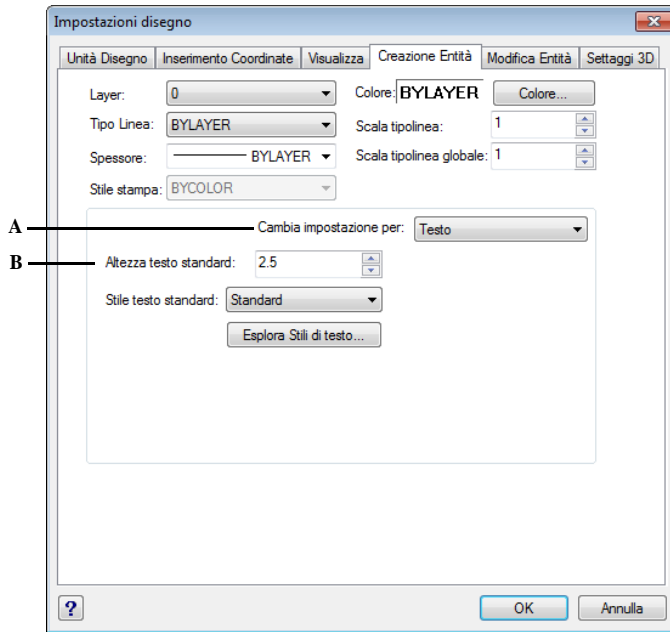 Impostazioni disegno
Unità Disegno Inserimento Coordinate Visualizza Creazione Entità Modifica Entità Settaggi 3D
Layer: 0 Colore: BYLAYER Colore...
Tipo Linea: BYLAYER Scala tipolinea: 1
Spessore: BYLAYER Scala tipolinea globale: 1
Stile stampa: BYCOLOR
A Cambia impostazione per: Testo
B Altezza testo standard: 2.5
Stile testo standard: Standard
Esplora Stili di testo...
? OK Annulla